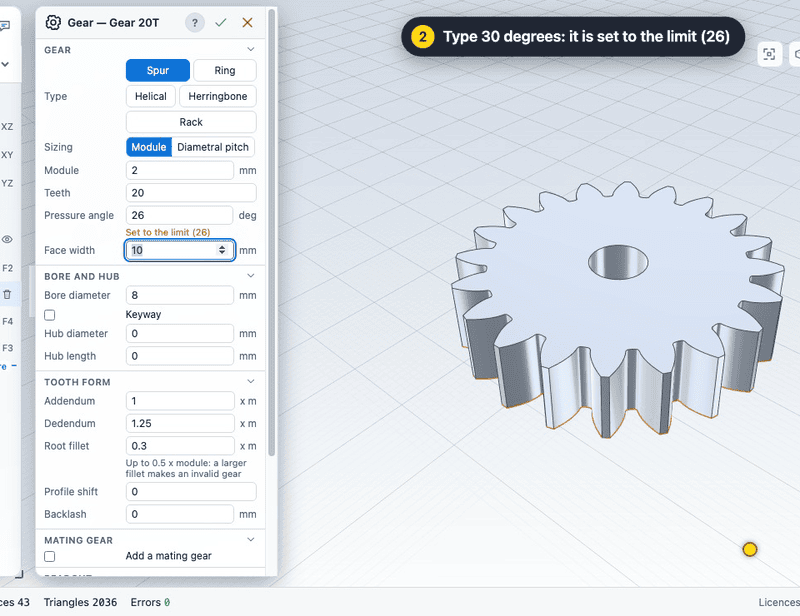 Gear — Gear 20T ?
2 Type 30 degrees: it is set to the limit (26)
GEAR
Spur Ring
Type Helical Herringbone
Rack
Sizing Module Diametral pitch
Module 2 mm
Teeth 20
Pressure angle 26 deg
Set to the limit (26)
Face width 10 mm
BORE AND HUB
Bore diameter 8 mm
Keyway
Hub diameter 0 mm
Hub length 0 mm
TOOTH FORM
Addendum 1 x m
Dedendum 1.25 x m
Root fillet 0.3 x m
Up to 0.5 x module: a larger
fillet makes an invalid gear
Profile shift 0
Backlash 0 mm
MATING GEAR
Add a mating gear
XZ
XY
YZ
F2
F4
F3
ces 43 Triangles 2036 Errors 0
Licences